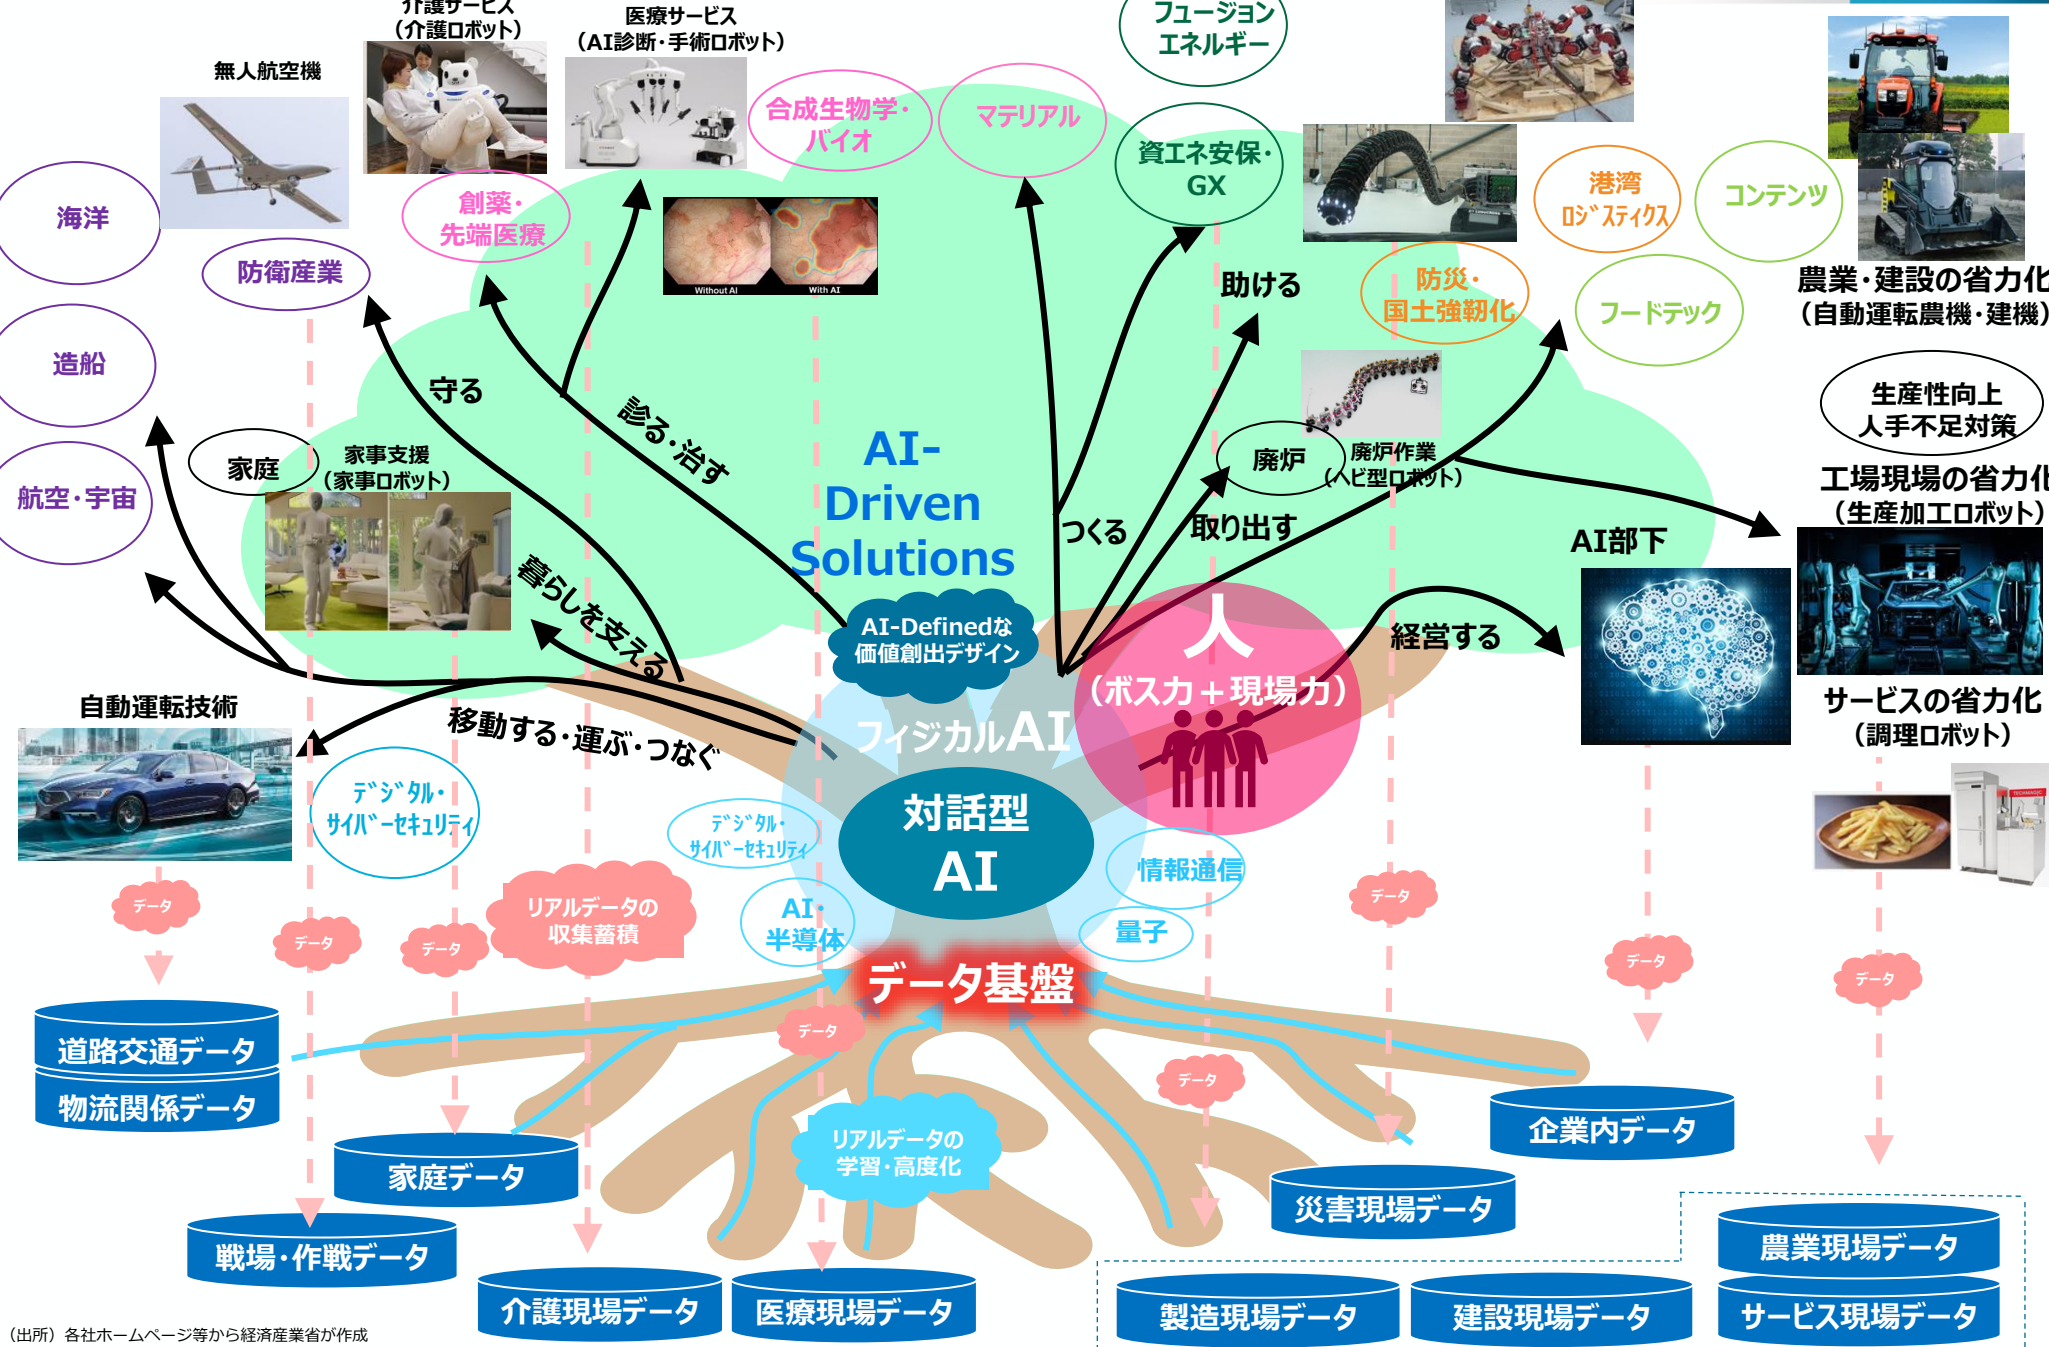 介護サービス
（介護ロボット）
医療サービス
（AI診断・手術ロボット）
フュージョン
エネルギー
無人航空機
合成生物学・
バイオ
マテリアル
資エネ安保・
GX
港湾
ロジスティクス
コンテンツ
海洋
創薬・
先端医療
防衛産業
Without AI
With AI
助ける
防災・
国土強靭化
フードテック
農業・建設の省力化
（自動運転農機・建機）
造船
守る
診る・治す
生産性向上
人手不足対策
家庭
家事支援
（家事ロボット）
AI-
Driven
Solutions
廃炉
廃炉作業
（ヘビ型ロボット）
航空・宇宙
工場現場の省力化
（生産加工ロボット）
つくる
取り出す
AI部下
暮らしを支える
AI-Definedな
価値創出デザイン
人
（ボス力＋現場力）
経営する
自動運転技術
移動する・運ぶ・つなぐ
フィジカルAI
サービスの省力化
（調理ロボット）
デジタル・
サイバーセキュリティ
デジタル・
サイバーセキュリティ
対話型
AI
情報通信
AI・
半導体
量子
データ
データ
データ
リアルデータの
収集蓄積
データ
データ
データ
データ基盤
データ
データ
道路交通データ
物流関係データ
リアルデータの
学習・高度化
企業内データ
家庭データ
災害現場データ
戦場・作戦データ
農業現場データ
介護現場データ
医療現場データ
製造現場データ
建設現場データ
サービス現場データ
（出所）各社ホームページ等から経済産業省が作成